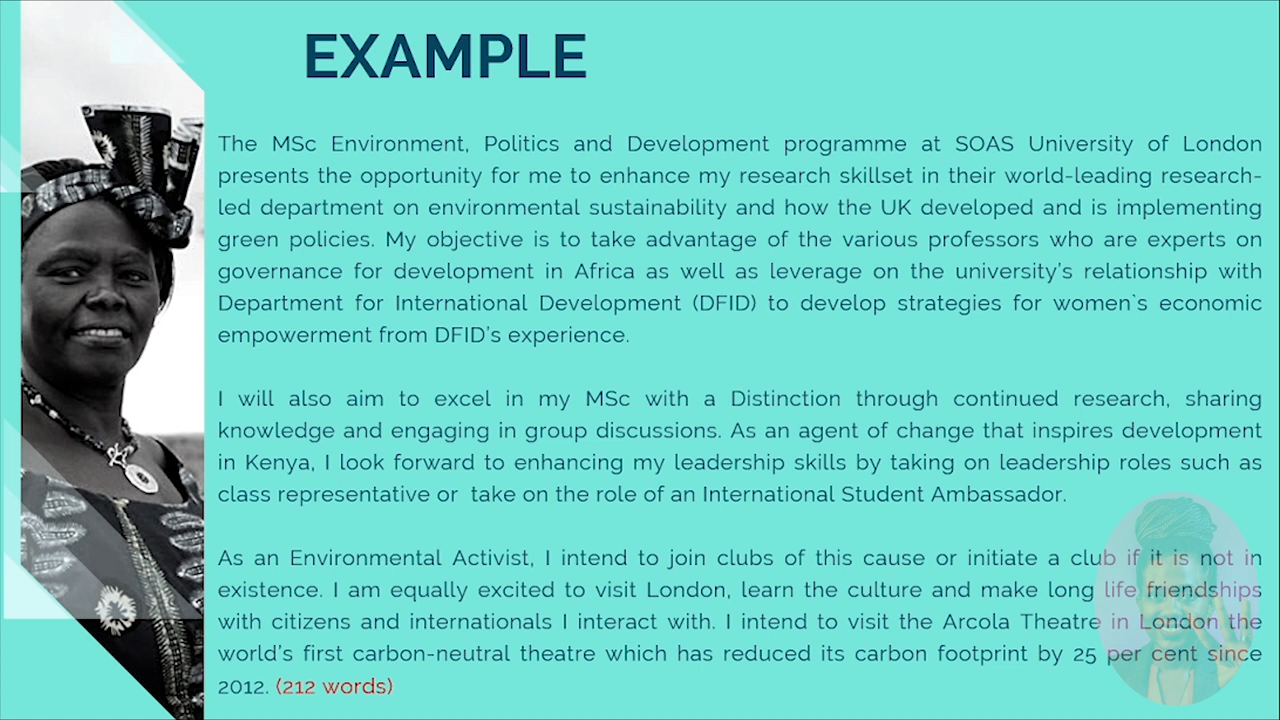 EXAMPLE
The MSc Environment, Politics and Development programme at SOAS University of London
presents the opportunity for me to enhance my research skillset in their world-leading research-
led department on environmental sustainability and how the UK developed and is implementing
green policies. My objective is to take advantage of the various professors who are experts on
governance for development in Africa as well as leverage on the university's relationship with
Department for International Development (DFID) to develop strategies for women`s economic
empowerment from DFID's experience.
I will also aim to excel in my MSc with a Distinction through continued research, sharing
knowledge and engaging in group discussions. As an agent of change that inspires development
in Kenya, I look forward to enhancing my leadership skills by taking on leadership roles such as
class representative or take on the role of an International Student Ambassador.
As an Environmental Activist, I intend to join clubs of this cause or initiate a club if it is not in
existence. I am equally excited to visit London, learn the culture and make long life friendships
with citizens and internationals I interact with. I intend to visit the Arcola Theatre in London the
world's first carbon-neutral theatre which has reduced its carbon footprint by 25 per cent since
2012. (212 words)